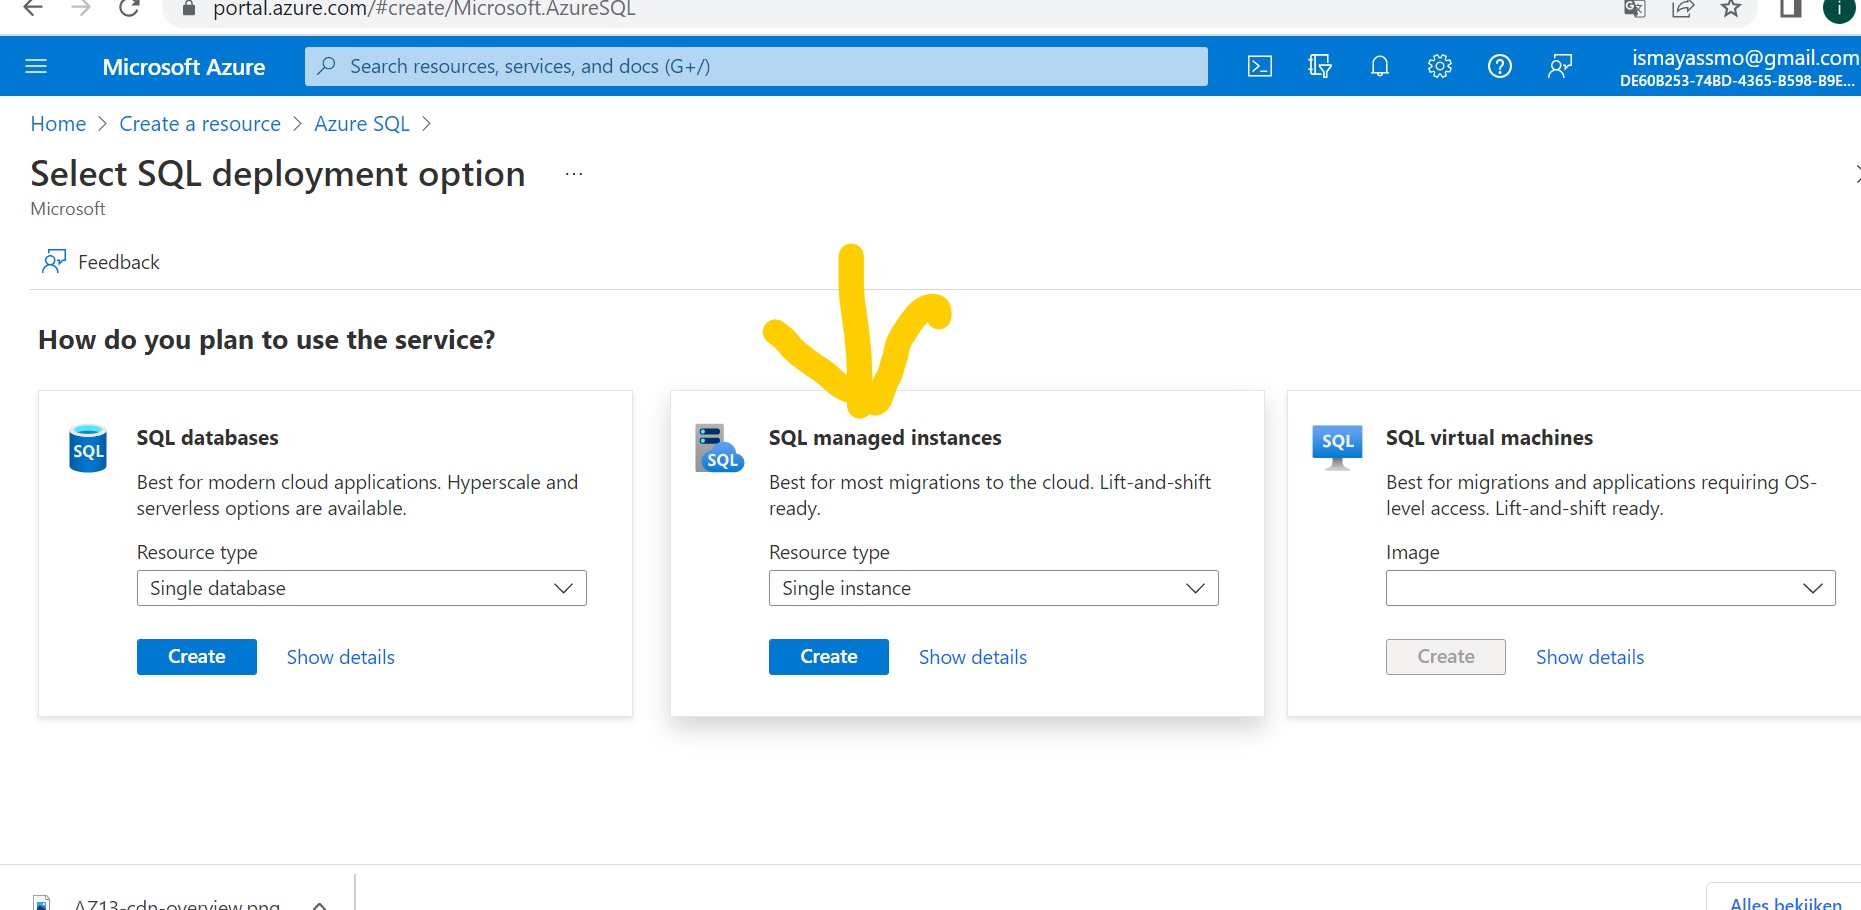 portal.azure.com/#create/Microsoft.AzureSQL
i
Microsoft Azure
Search resources, services, and docs (G+/)
ismayassmo@gmail.com
DE60B253-74BD-4365-B598-B9E...
Home > Create a resource > Azure SQL >
Select SQL deployment option ...
Microsoft
Feedback
How do you plan to use the service?
SQL
SQL databases
Best for modern cloud applications. Hyperscale and
serverless options are available.
Resource type
Single database
Create Show details
SQL
SQL managed instances
Best for most migrations to the cloud. Lift-and-shift
ready.
Resource type
Single instance
Create Show details
SQL
SQL virtual machines
Best for migrations and applications requiring OS-
level access. Lift-and-shift ready.
Image
Create Show details
AZ13-cdn-overview.png
Alles bekijken